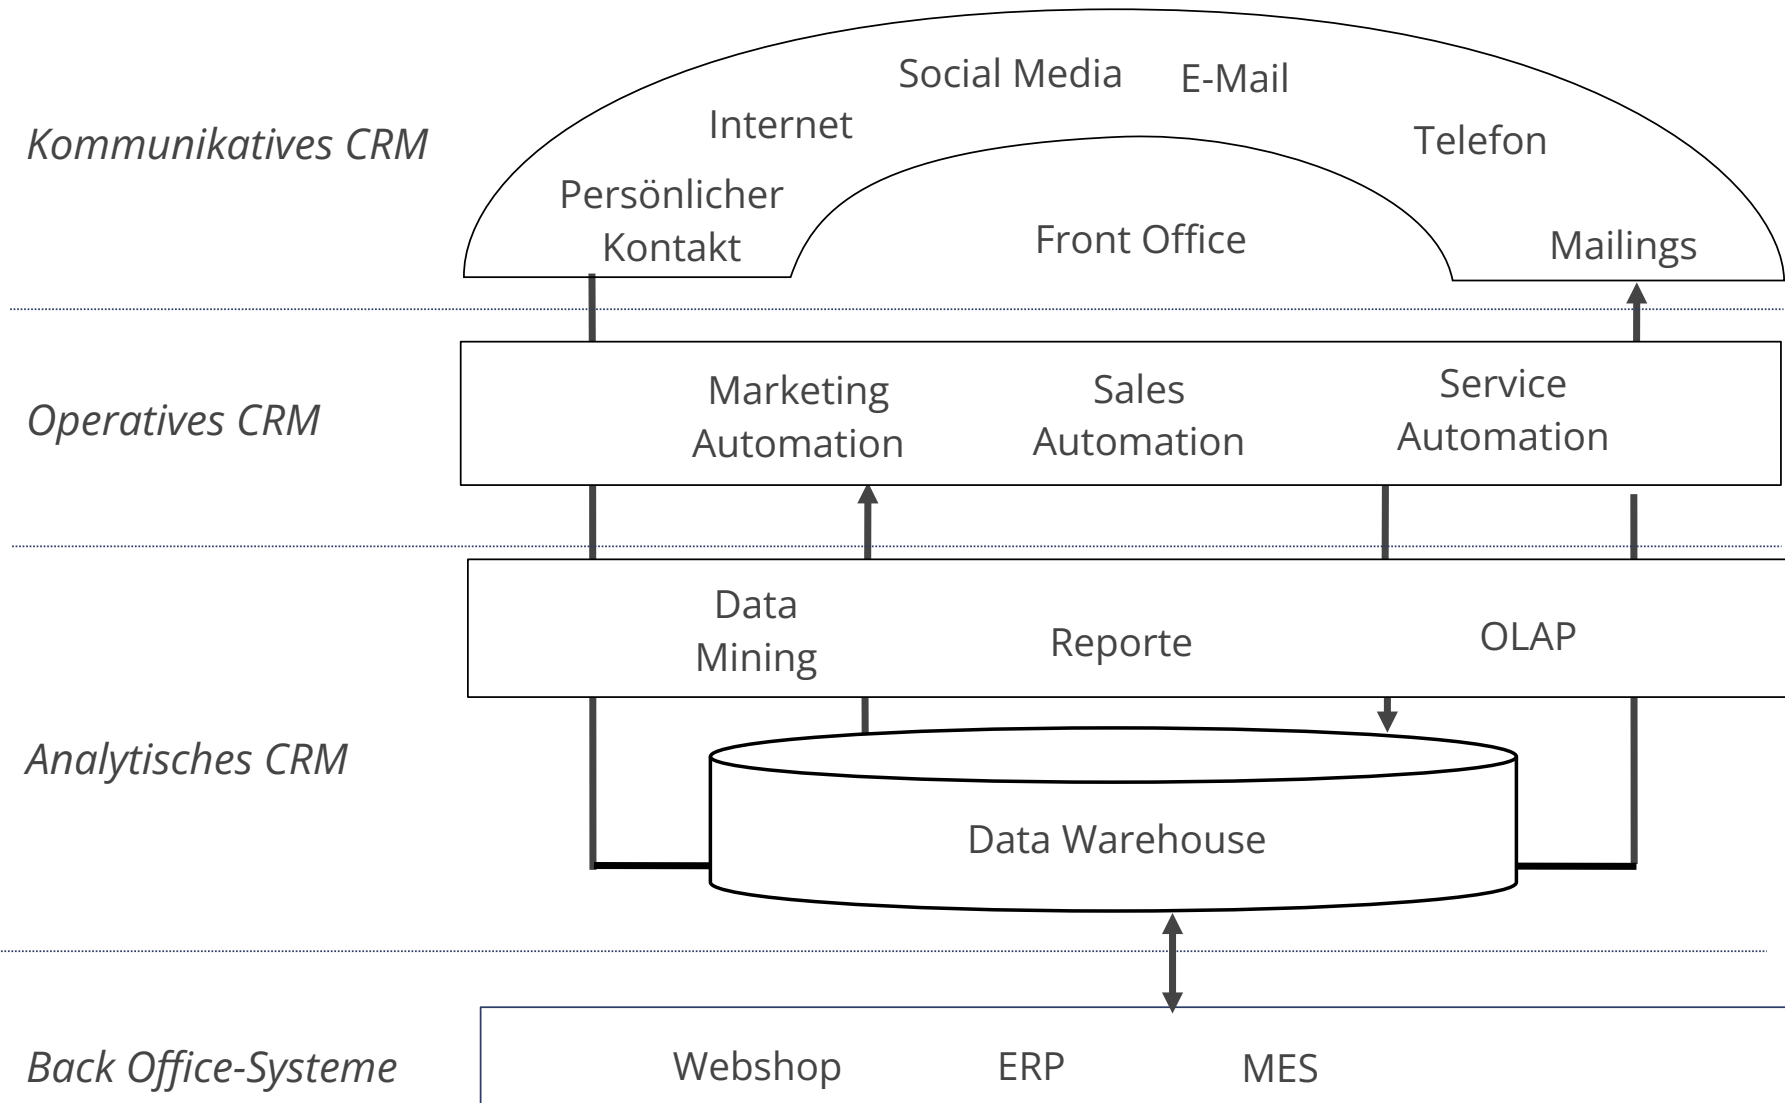 Social Media
E-Mail
Internet
Telefon
Kommunikatives CRM
Persönlicher
Kontakt
Front Office
Mailings
Operatives CRM
Marketing
Automation
Sales
Automation
Service
Automation
Data
Mining
Reporte
OLAP
Analytisches CRM
Data Warehouse
Back Office-Systeme
Webshop
ERP
MES